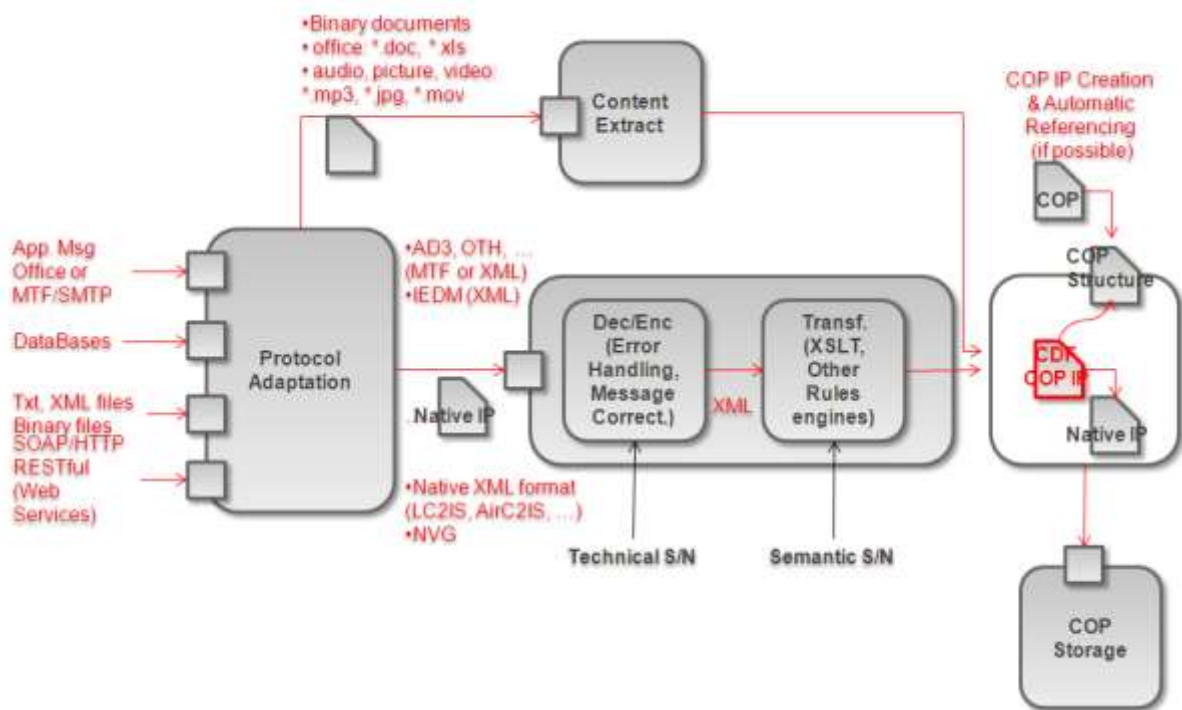 •Binary documents
• office: *.doc, *.xls
• audio, picture, video:
*.mp3, *.jpg, *.mov
Content
Extract
COP IP Creation
& Automatic
Referencing
(if possible)
COP
App. Msg
Office or
MTF/SMTP
DataBases
Txt, XML files
Binary files
SOAP/HTTP
RESTful
(Web
Services)
Protocol
Adaptation
•AD3, OTH, …
(MTF or XML)
•IEDM (XML)
Native IP
•Native XML format
(LC2IS, AirC2IS, …)
•NVG
Dec/Enc
(Error
Handling,
Message
Correct.)
XML
Transf.
(XSLT,
Other
Rules
engines)
Technical S/N
Semantic S/N
COP
Structure
CDF
COP IP
Native IP
COP
Storage